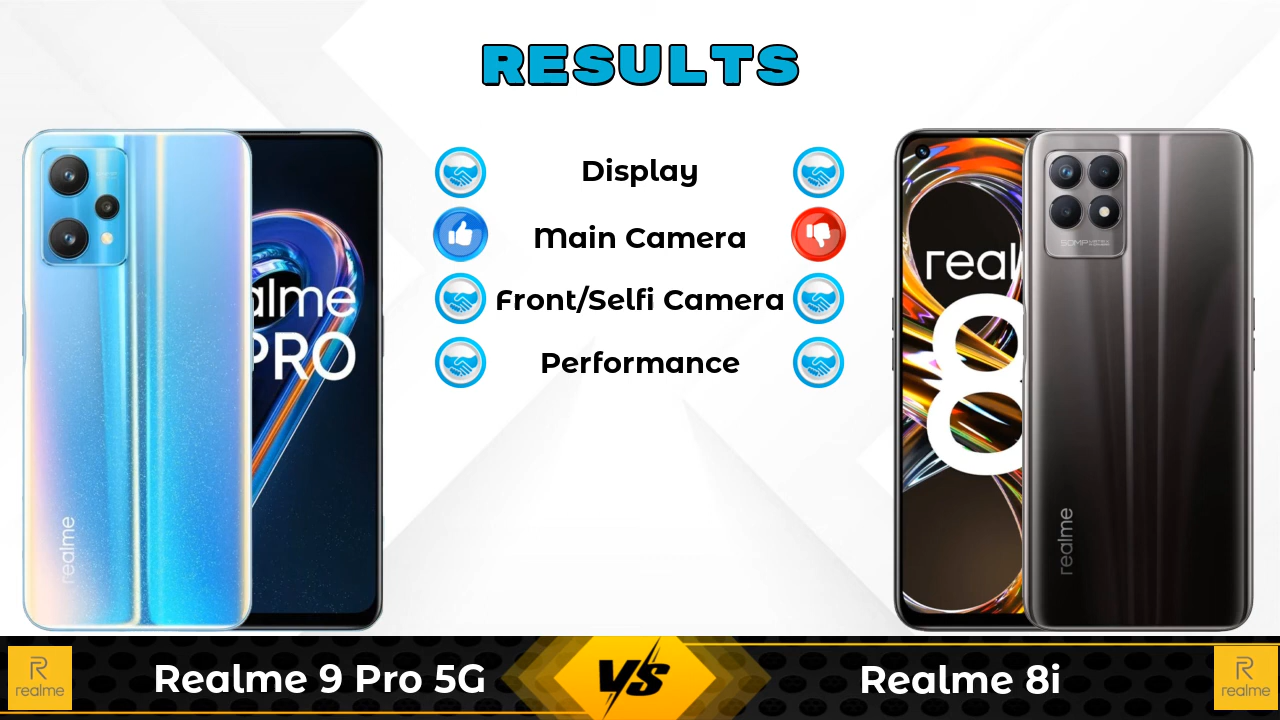 RESULTS
Display
Main Camera
Front/Selfi Camera
Performance
alme
PRO
realme
real
8
50MP
realme
realme
Realme 9 Pro 5G
VS
Realme 8i
realme